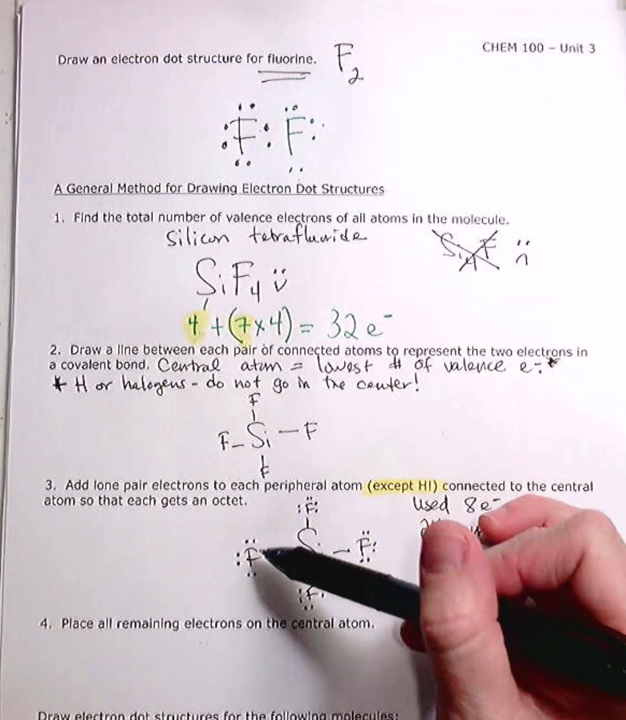 Draw an electron dot structure for fluorine. F2
CHEM 100 – Unit 3
F F
A General Method for Drawing Electron Dot Structures
1. Find the total number of valence electrons of all atoms in the molecule.
silicon tetrafluoride
SiF4
4 + (7x4) = 32 e-
2. Draw a line between each pair of connected atoms to represent the two electrons in
a covalent bond. Central atom = lowest # of valence e-. *
* H or halogens - do not go in the center!
F
F-Si-F
F
3. Add lone pair electrons to each peripheral atom (except H!) connected to the central
atom so that each gets an octet.
used 8e-
F
F
F
F
4. Place all remaining electrons on the central atom.
Draw electron dot structures for the following molecules: